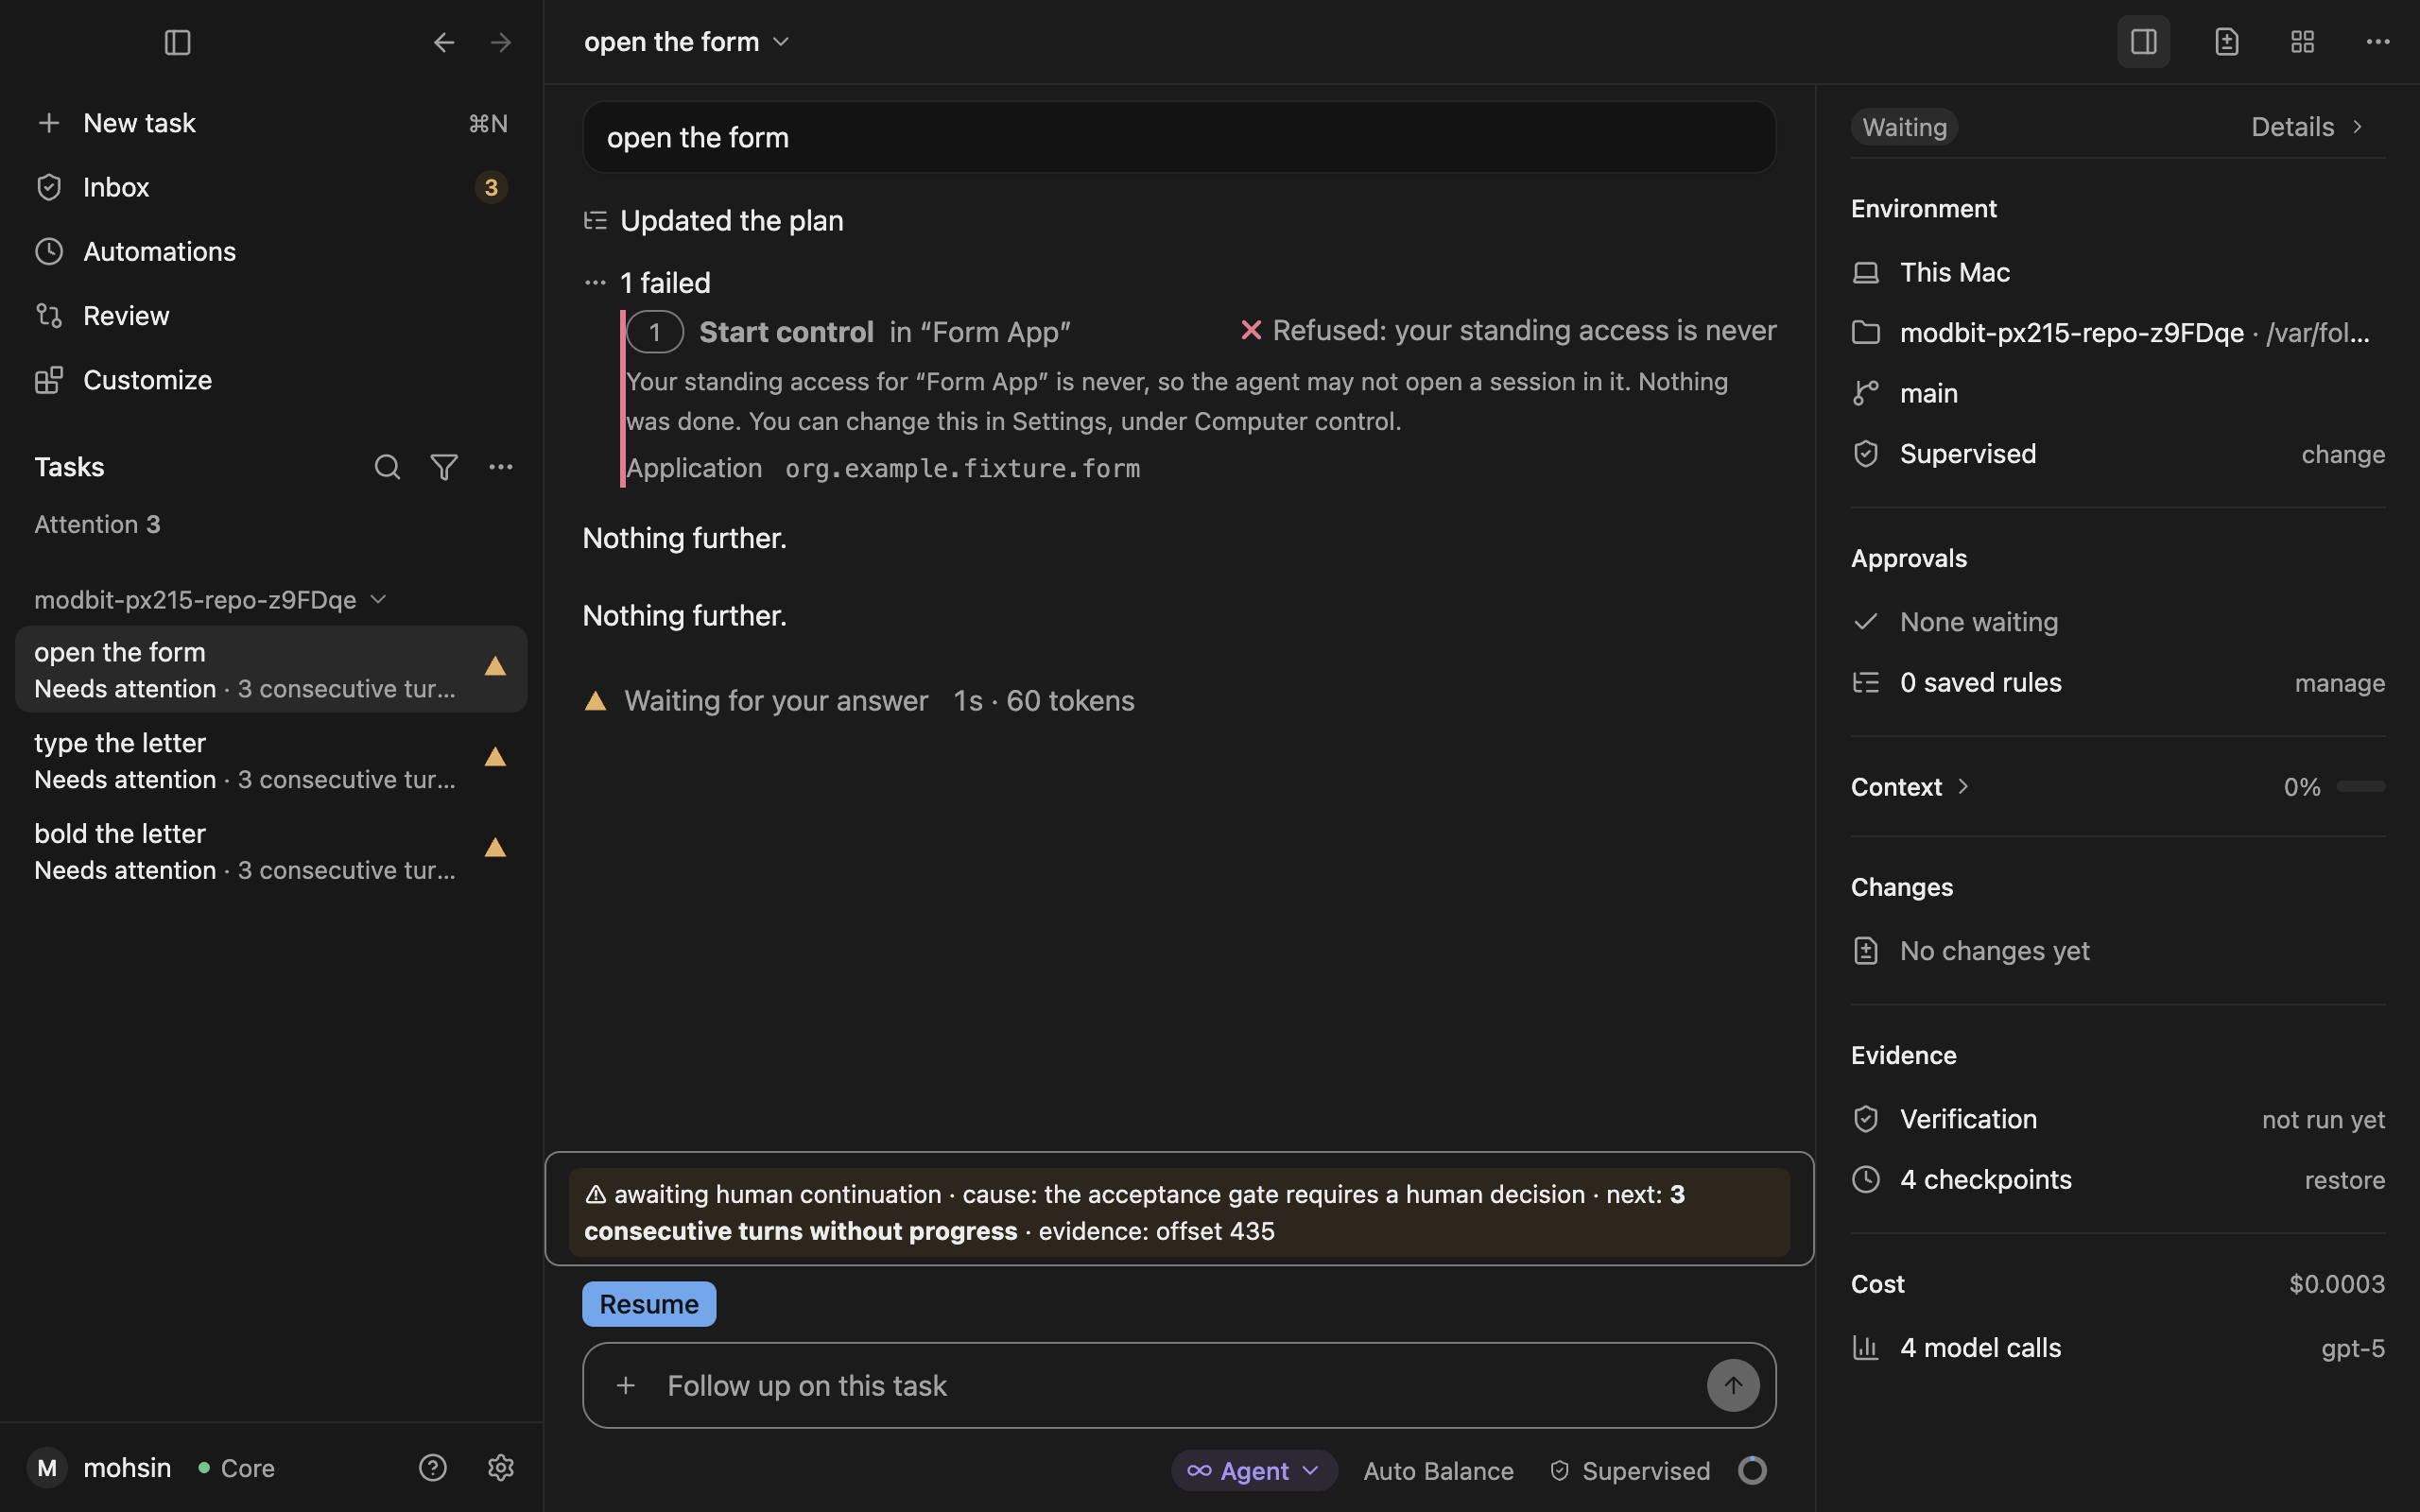 open the form
New task ⌘N
Inbox 3
Automations
Review
Customize
Tasks
Attention 3
modbit-px215-repo-z9FDqe
open the form
Needs attention · 3 consecutive tur...
type the letter
Needs attention · 3 consecutive tur...
bold the letter
Needs attention · 3 consecutive tur...
M mohsin Core
open the form
Updated the plan
1 failed
1 Start control in “Form App” Refused: your standing access is never
Your standing access for “Form App” is never, so the agent may not open a session in it. Nothing
was done. You can change this in Settings, under Computer control.
Application org.example.fixture.form
Nothing further.
Nothing further.
Waiting for your answer 1s · 60 tokens
⚠ awaiting human continuation · cause: the acceptance gate requires a human decision · next: 3
consecutive turns without progress · evidence: offset 435
Resume
Follow up on this task
Agent Auto Balance Supervised
Waiting Details
Environment
This Mac
modbit-px215-repo-z9FDqe · /var/fol...
main
Supervised change
Approvals
None waiting
0 saved rules manage
Context 0%
Changes
No changes yet
Evidence
Verification not run yet
4 checkpoints restore
Cost $0.0003
4 model calls gpt-5